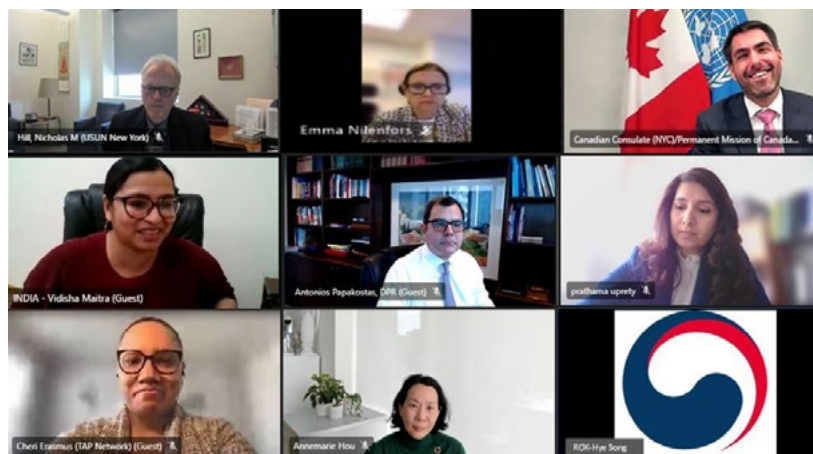 Hill, Nicholas M (USUN New York)
Emma Nilenfors
Canadian Consulate (NYC)/Permanent Mission of Canada...
INDIA - Vidisha Maitra (Guest)
Antonios Papakostas, DPR (Guest)
prathama uprety
Cheri Erasmus (TAP Network) (Guest)
Annemarie Hou
ROK-Hye Song